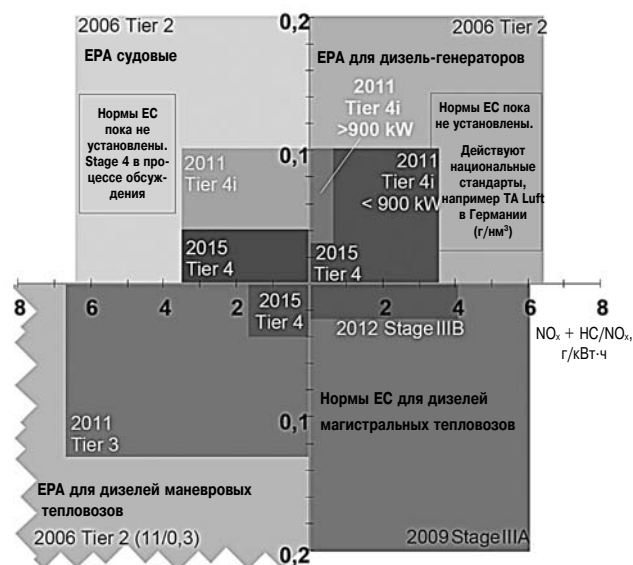 2006 Tier 2
EPA судовые
Нормы ЕС
пока не
установлены.
Stage 4 в про-
цессе обсуж-
дения
2011
Tier 4i
2015
Tier 4
0,2
2006 Tier 2
EPA для дизель-генераторов
2011
Tier 4i
>900 kW
0,1
2011
Tier 4i
< 900 kW
2015
Tier 4
Нормы ЕС пока
не установлены.
Действуют
национальные
стандарты,
например TA Luft
в Германии
(г/нм³)
8 6 4 2 2 4 6 8
NOₓ + HC/NOₓ,
г/кВт·ч
2015
Tier 4
2012 Stage IIIB
2011
Tier 3
0,1
Нормы ЕС для дизелей
магистральных тепловозов
EPA для дизелей маневровых
тепловозов
2006 Tier 2 (11/0,3)
0,2
2009 Stage IIIA